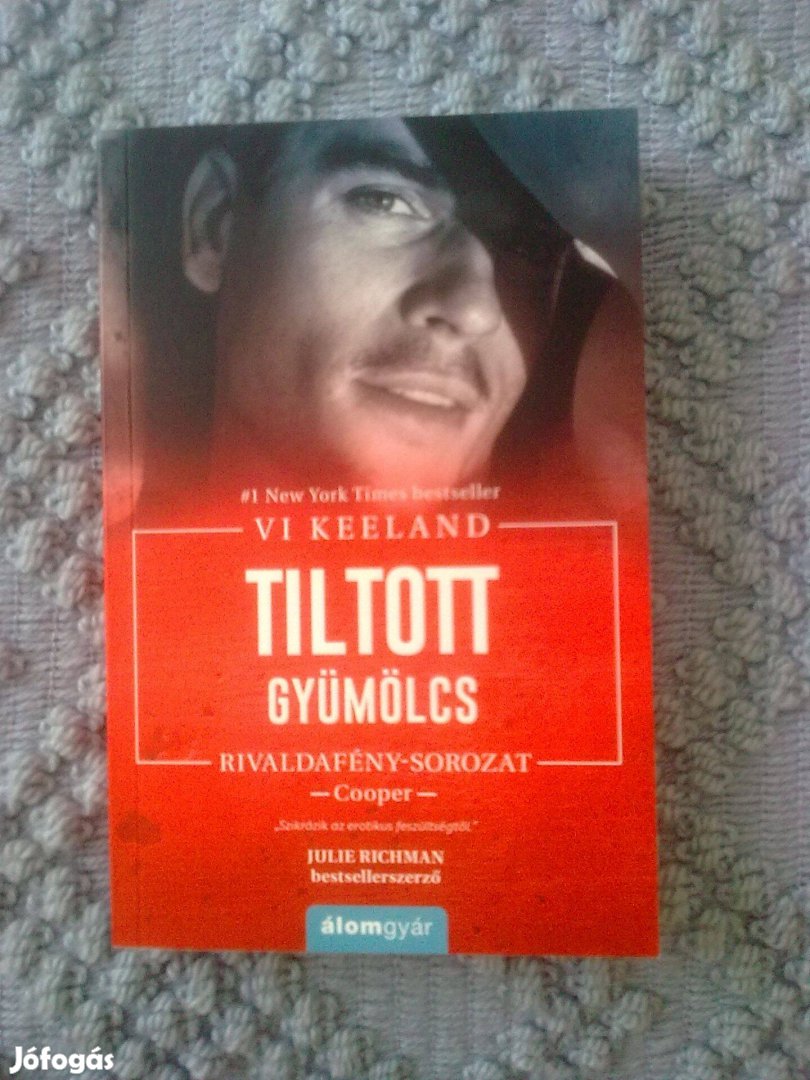 #1 New York Times bestseller
VI KEELAND
TILTOTT
GYÜMÖLCS
RIVALDAFÉNY-SOROZAT
— Cooper —
„Szikrázik az erotikus feszültségtől.”
JULIE RICHMAN
bestsellerszerző
álomgyár
Jófogás